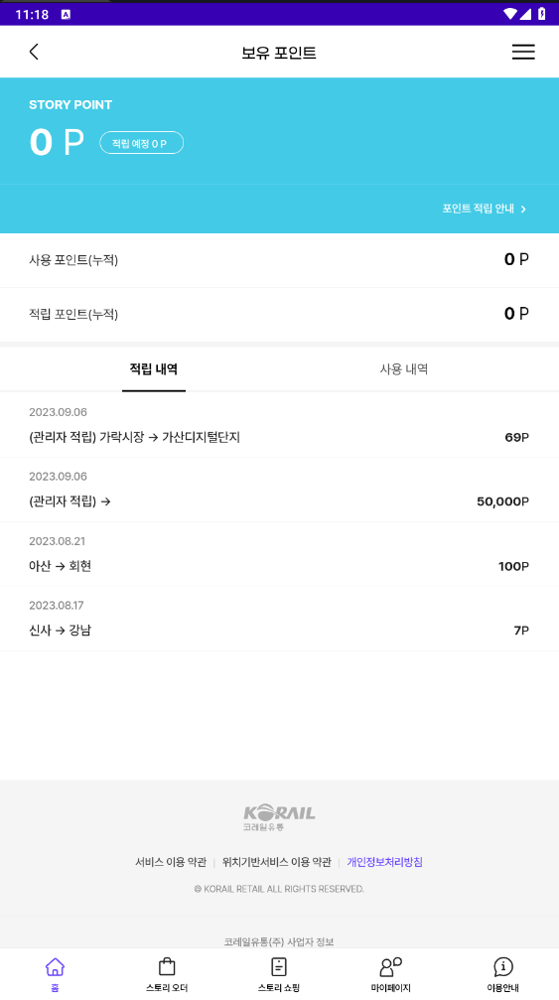 11:18
A
보유 포인트
STORY POINT
0 P 적립 예정 0 P
포인트 적립 안내
사용 포인트(누적) 0 P
적립 포인트(누적) 0 P
적립 내역 사용 내역
2023.09.06
(관리자 적립) 가락시장 → 가산디지털단지 69P
2023.09.06
(관리자 적립) → 50,000P
2023.08.21
아산 → 회현 100P
2023.08.17
신사 → 강남 7P
KORAIL
코레일유통
서비스 이용 약관 | 위치기반서비스 이용 약관 | 개인정보처리방침
© KORAIL RETAIL ALL RIGHTS RESERVED.
코레일유통(주) 사업자 정보
홈 스토리 오더 스토리 쇼핑 마이페이지 이용안내